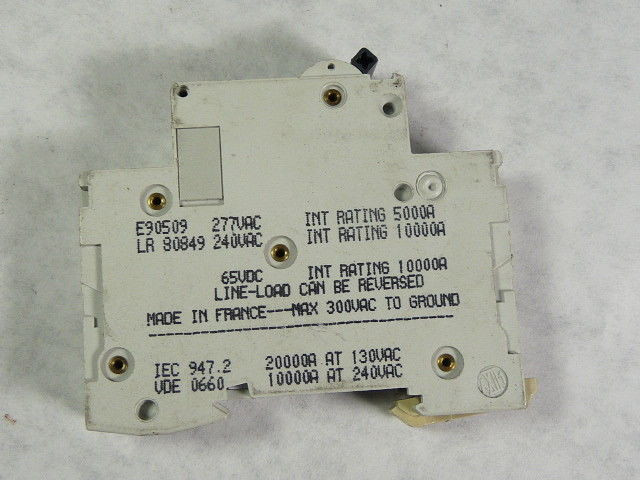 E90509 277VAC INT RATING 5000A
LR 80849 240VAC INT RATING 10000A
65VDC INT RATING 10000A
LINE-LOAD CAN BE REVERSED
MADE IN FRANCE---MAX 300VAC TO GROUND
IEC 947.2 20000A AT 130VAC
VDE 0660 10000A AT 240VAC